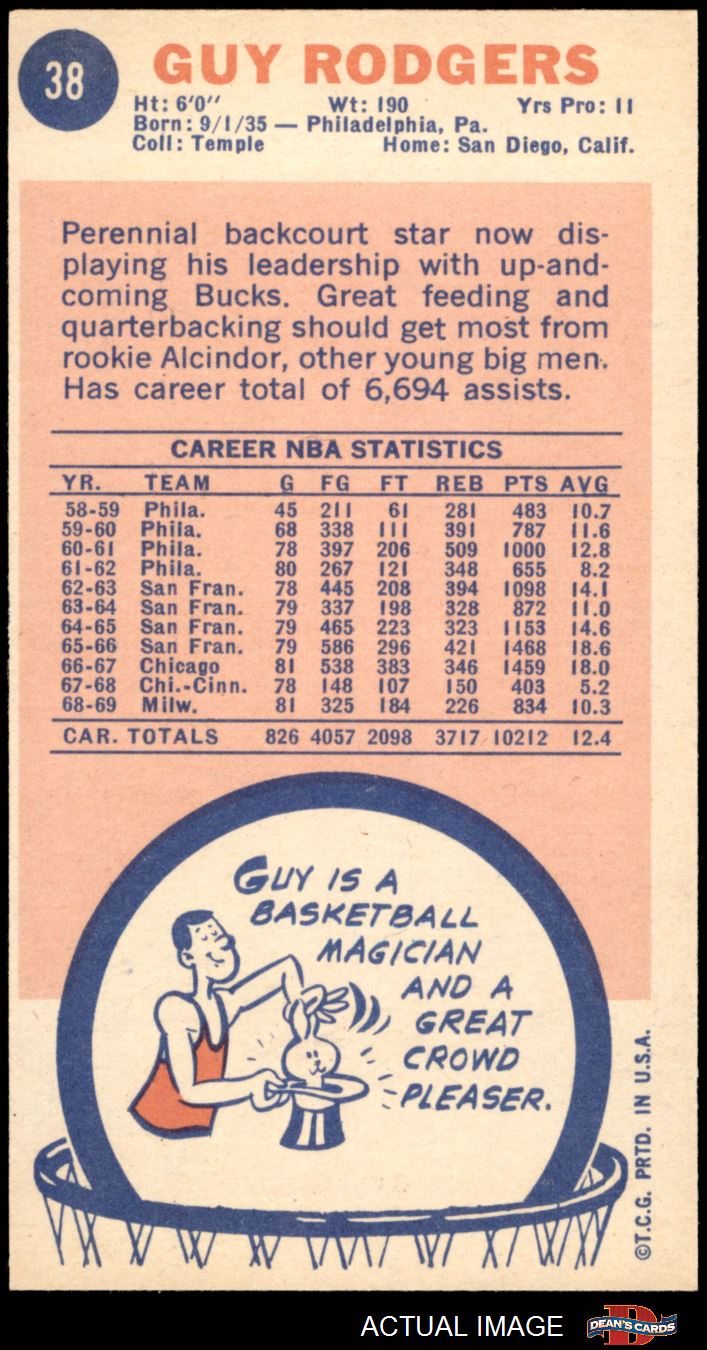 38
GUY RODGERS
Ht: 6'0" Wt: 190 Yrs Pro: 11
Born: 9/1/35 — Philadelphia, Pa.
Coll: Temple Home: San Diego, Calif.
Perennial backcourt star now dis-
playing his leadership with up-and-
coming Bucks. Great feeding and
quarterbacking should get most from
rookie Alcindor, other young big men.
Has career total of 6,694 assists.
CAREER NBA STATISTICS
YR. TEAM G FG FT REB PTS AVG
58-59 Phila. 45 211 61 281 483 10.7
59-60 Phila. 68 338 111 391 787 11.6
60-61 Phila. 78 397 206 509 1000 12.8
61-62 Phila. 80 267 121 348 655 8.2
62-63 San Fran. 78 445 208 394 1098 14.1
63-64 San Fran. 79 337 198 328 872 11.0
64-65 San Fran. 79 465 223 323 1153 14.6
65-66 San Fran. 79 586 296 421 1468 18.6
66-67 Chicago 81 538 383 346 1459 18.0
67-68 Chi.-Cinn. 78 148 107 150 403 5.2
68-69 Milw. 81 325 184 226 834 10.3
CAR. TOTALS 826 4057 2098 3717 10212 12.4
GUY IS A
BASKETBALL
MAGICIAN
AND A
GREAT
CROWD
PLEASER.
©T.C.G. PRTD. IN U.S.A.
ACTUAL IMAGE
D
DEAN'S CARDS